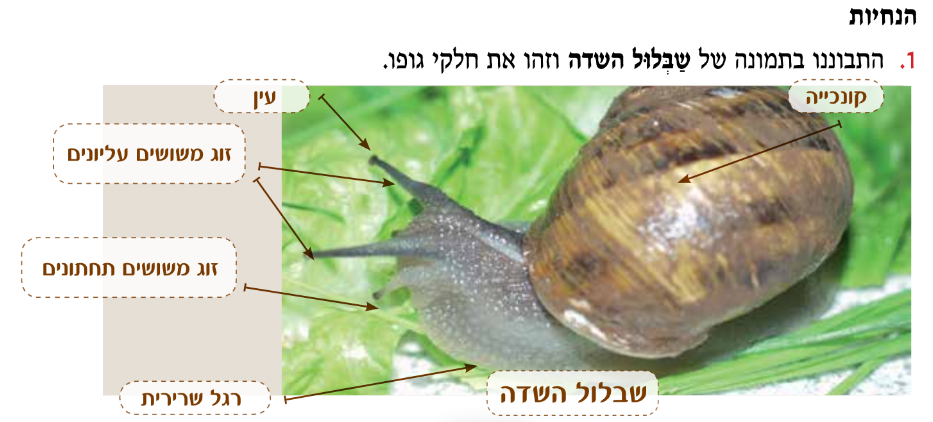 הנחיות
1. התבוננו בתמונה של שַׁבְּלוּל השדה וזהו את חלקי גופו.
קונכייה
עין
זוג משושים עליונים
זוג משושים תחתונים
רגל שרירית
שבלול השדה